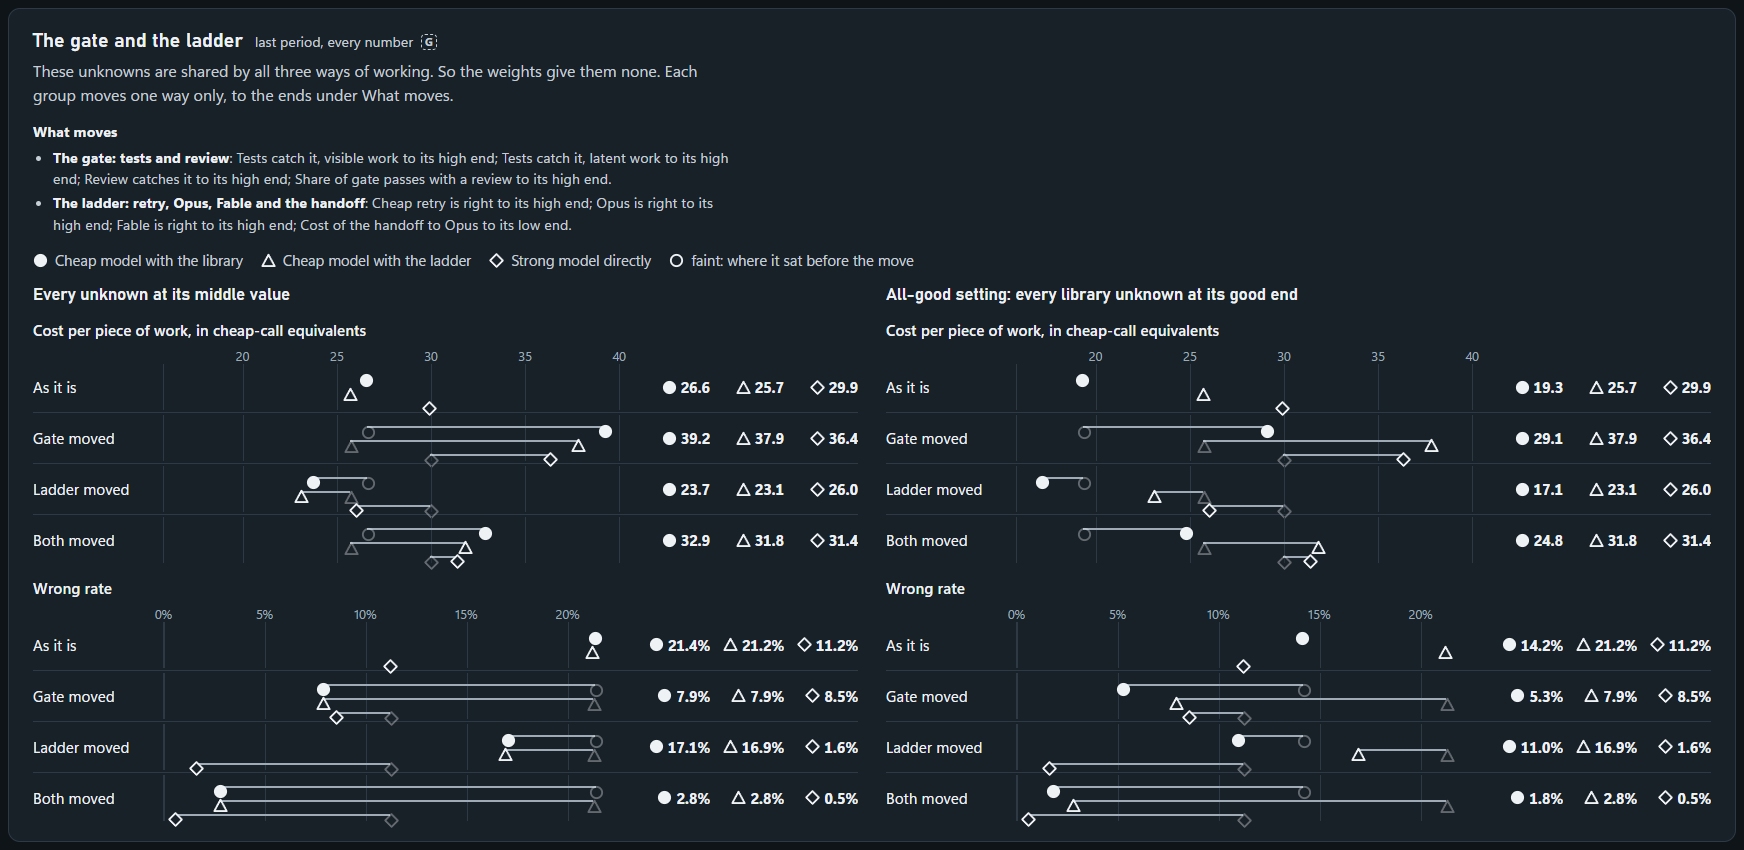 The gate and the ladder last period, every number G
These unknowns are shared by all three ways of working. So the weights give them none. Each
group moves one way only, to the ends under What moves.
What moves
• The gate: tests and review: Tests catch it, visible work to its high end; Tests catch it, latent work to its high
end; Review catches it to its high end; Share of gate passes with a review to its high end.
• The ladder: retry, Opus, Fable and the handoff: Cheap retry is right to its high end; Opus is right to its
high end; Fable is right to its high end; Cost of the handoff to Opus to its low end.
Cheap model with the library Cheap model with the ladder Strong model directly faint: where it sat before the move
Every unknown at its middle value
Cost per piece of work, in cheap-call equivalents
20 25 30 35 40
As it is 26.6 25.7 29.9
Gate moved 39.2 37.9 36.4
Ladder moved 23.7 23.1 26.0
Both moved 32.9 31.8 31.4
Wrong rate
0% 5% 10% 15% 20%
As it is 21.4% 21.2% 11.2%
Gate moved 7.9% 7.9% 8.5%
Ladder moved 17.1% 16.9% 1.6%
Both moved 2.8% 2.8% 0.5%
All-good setting: every library unknown at its good end
Cost per piece of work, in cheap-call equivalents
20 25 30 35 40
As it is 19.3 25.7 29.9
Gate moved 29.1 37.9 36.4
Ladder moved 17.1 23.1 26.0
Both moved 24.8 31.8 31.4
Wrong rate
0% 5% 10% 15% 20%
As it is 14.2% 21.2% 11.2%
Gate moved 5.3% 7.9% 8.5%
Ladder moved 11.0% 16.9% 1.6%
Both moved 1.8% 2.8% 0.5%